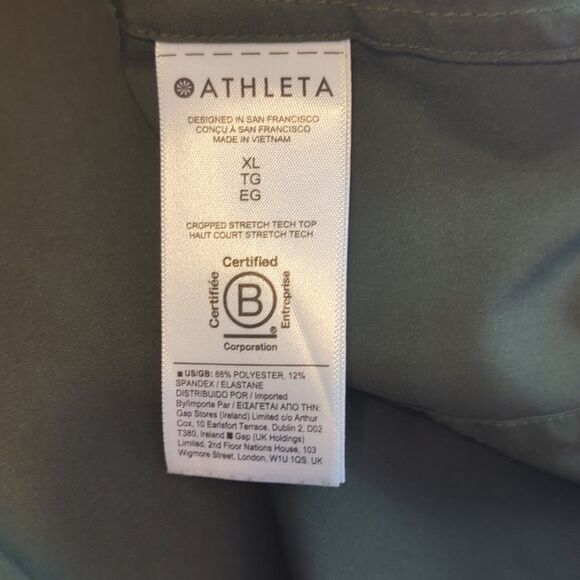 ATHLETA
DESIGNED IN SAN FRANCISCO
CONÇU À SAN FRANCISCO
MADE IN VIETNAM
XL
TG
EG
CROPPED STRETCH TECH TOP
HAUT COURT STRETCH TECH
Certified
Certifiée
B
Entreprise
®
Corporation
■ US/GB: 88% POLYESTER, 12%
SPANDEX / ELASTANE
DISTRIBUIDO POR / Imported
By/Importe Par / ΕΙΣΑΓΕΤΑΙ ΑΠΟ ΤΗΝ:
Gap Stores (Ireland) Limited c/o Arthur
Cox, 10 Earlsfort Terrace, Dublin 2, D02
T380, Ireland ■ Gap (UK Holdings)
Limited, 2nd Floor Nations House, 103
Wigmore Street, London, W1U 1QS, UK